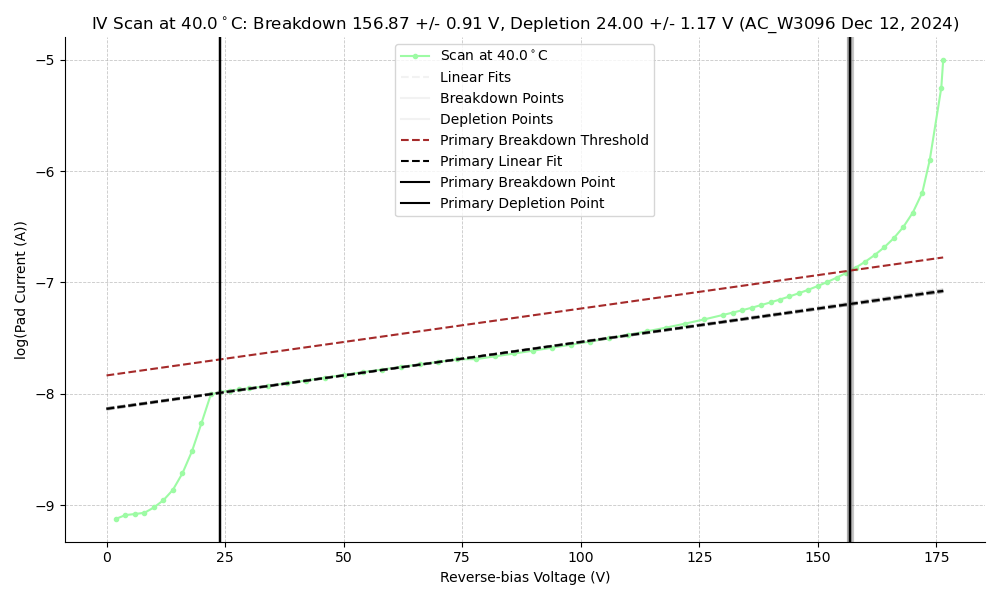 IV Scan at 40.0°C: Breakdown 156.87 +/- 0.91 V, Depletion 24.00 +/- 1.17 V (AC_W3096 Dec 12, 2024)
Scan at 40.0°C
Linear Fits
Breakdown Points
Depletion Points
Primary Breakdown Threshold
Primary Linear Fit
Primary Breakdown Point
Primary Depletion Point
log(Pad Current (A))
−5
−6
−7
−8
−9
0 25 50 75 100 125 150 175
Reverse-bias Voltage (V)